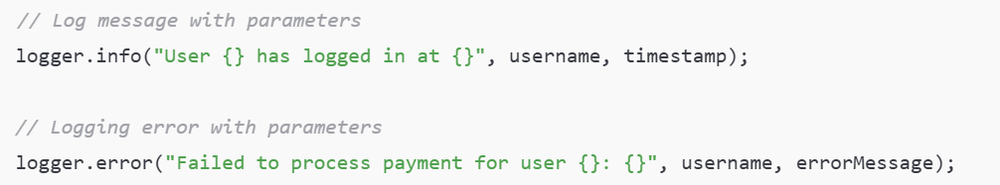 // Log message with parameters
logger.info("User {} has logged in at {}", username, timestamp);
// Logging error with parameters
logger.error("Failed to process payment for user {}: {}", username, errorMessage);